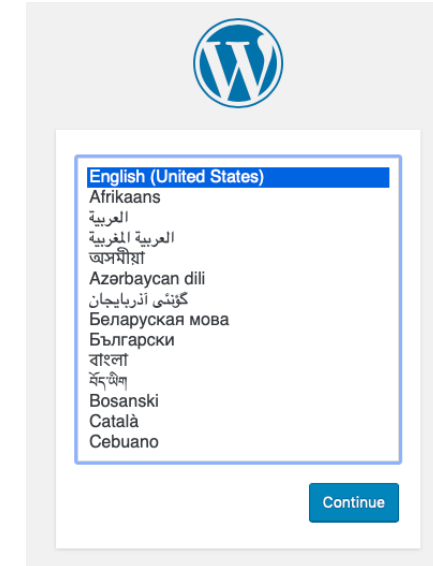 English (United States)
Afrikaans
العربية
العربية المغربية
অসমীয়া
Azərbaycan dili
گؤنئی آذربایجان
Беларуская мова
Български
বাংলা
བོད་ཡིག
Bosanski
Català
Cebuano
Continue